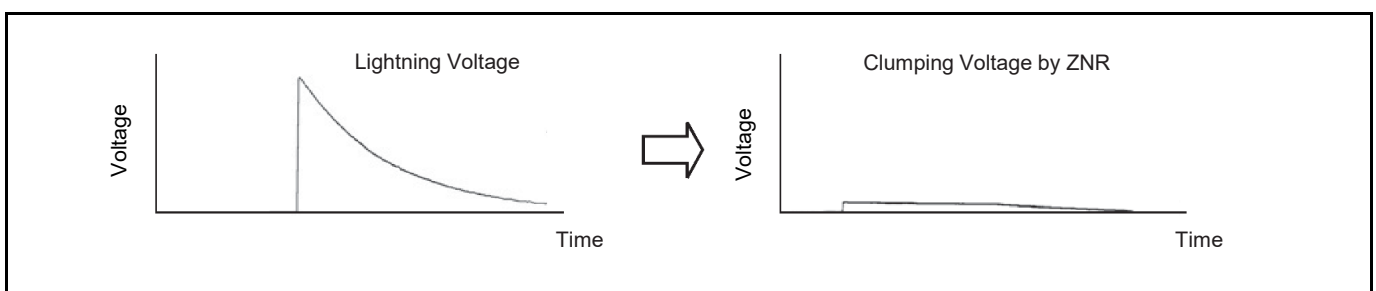 Lightning Voltage
Voltage
Time
Clumping Voltage by ZNR
Voltage
Time